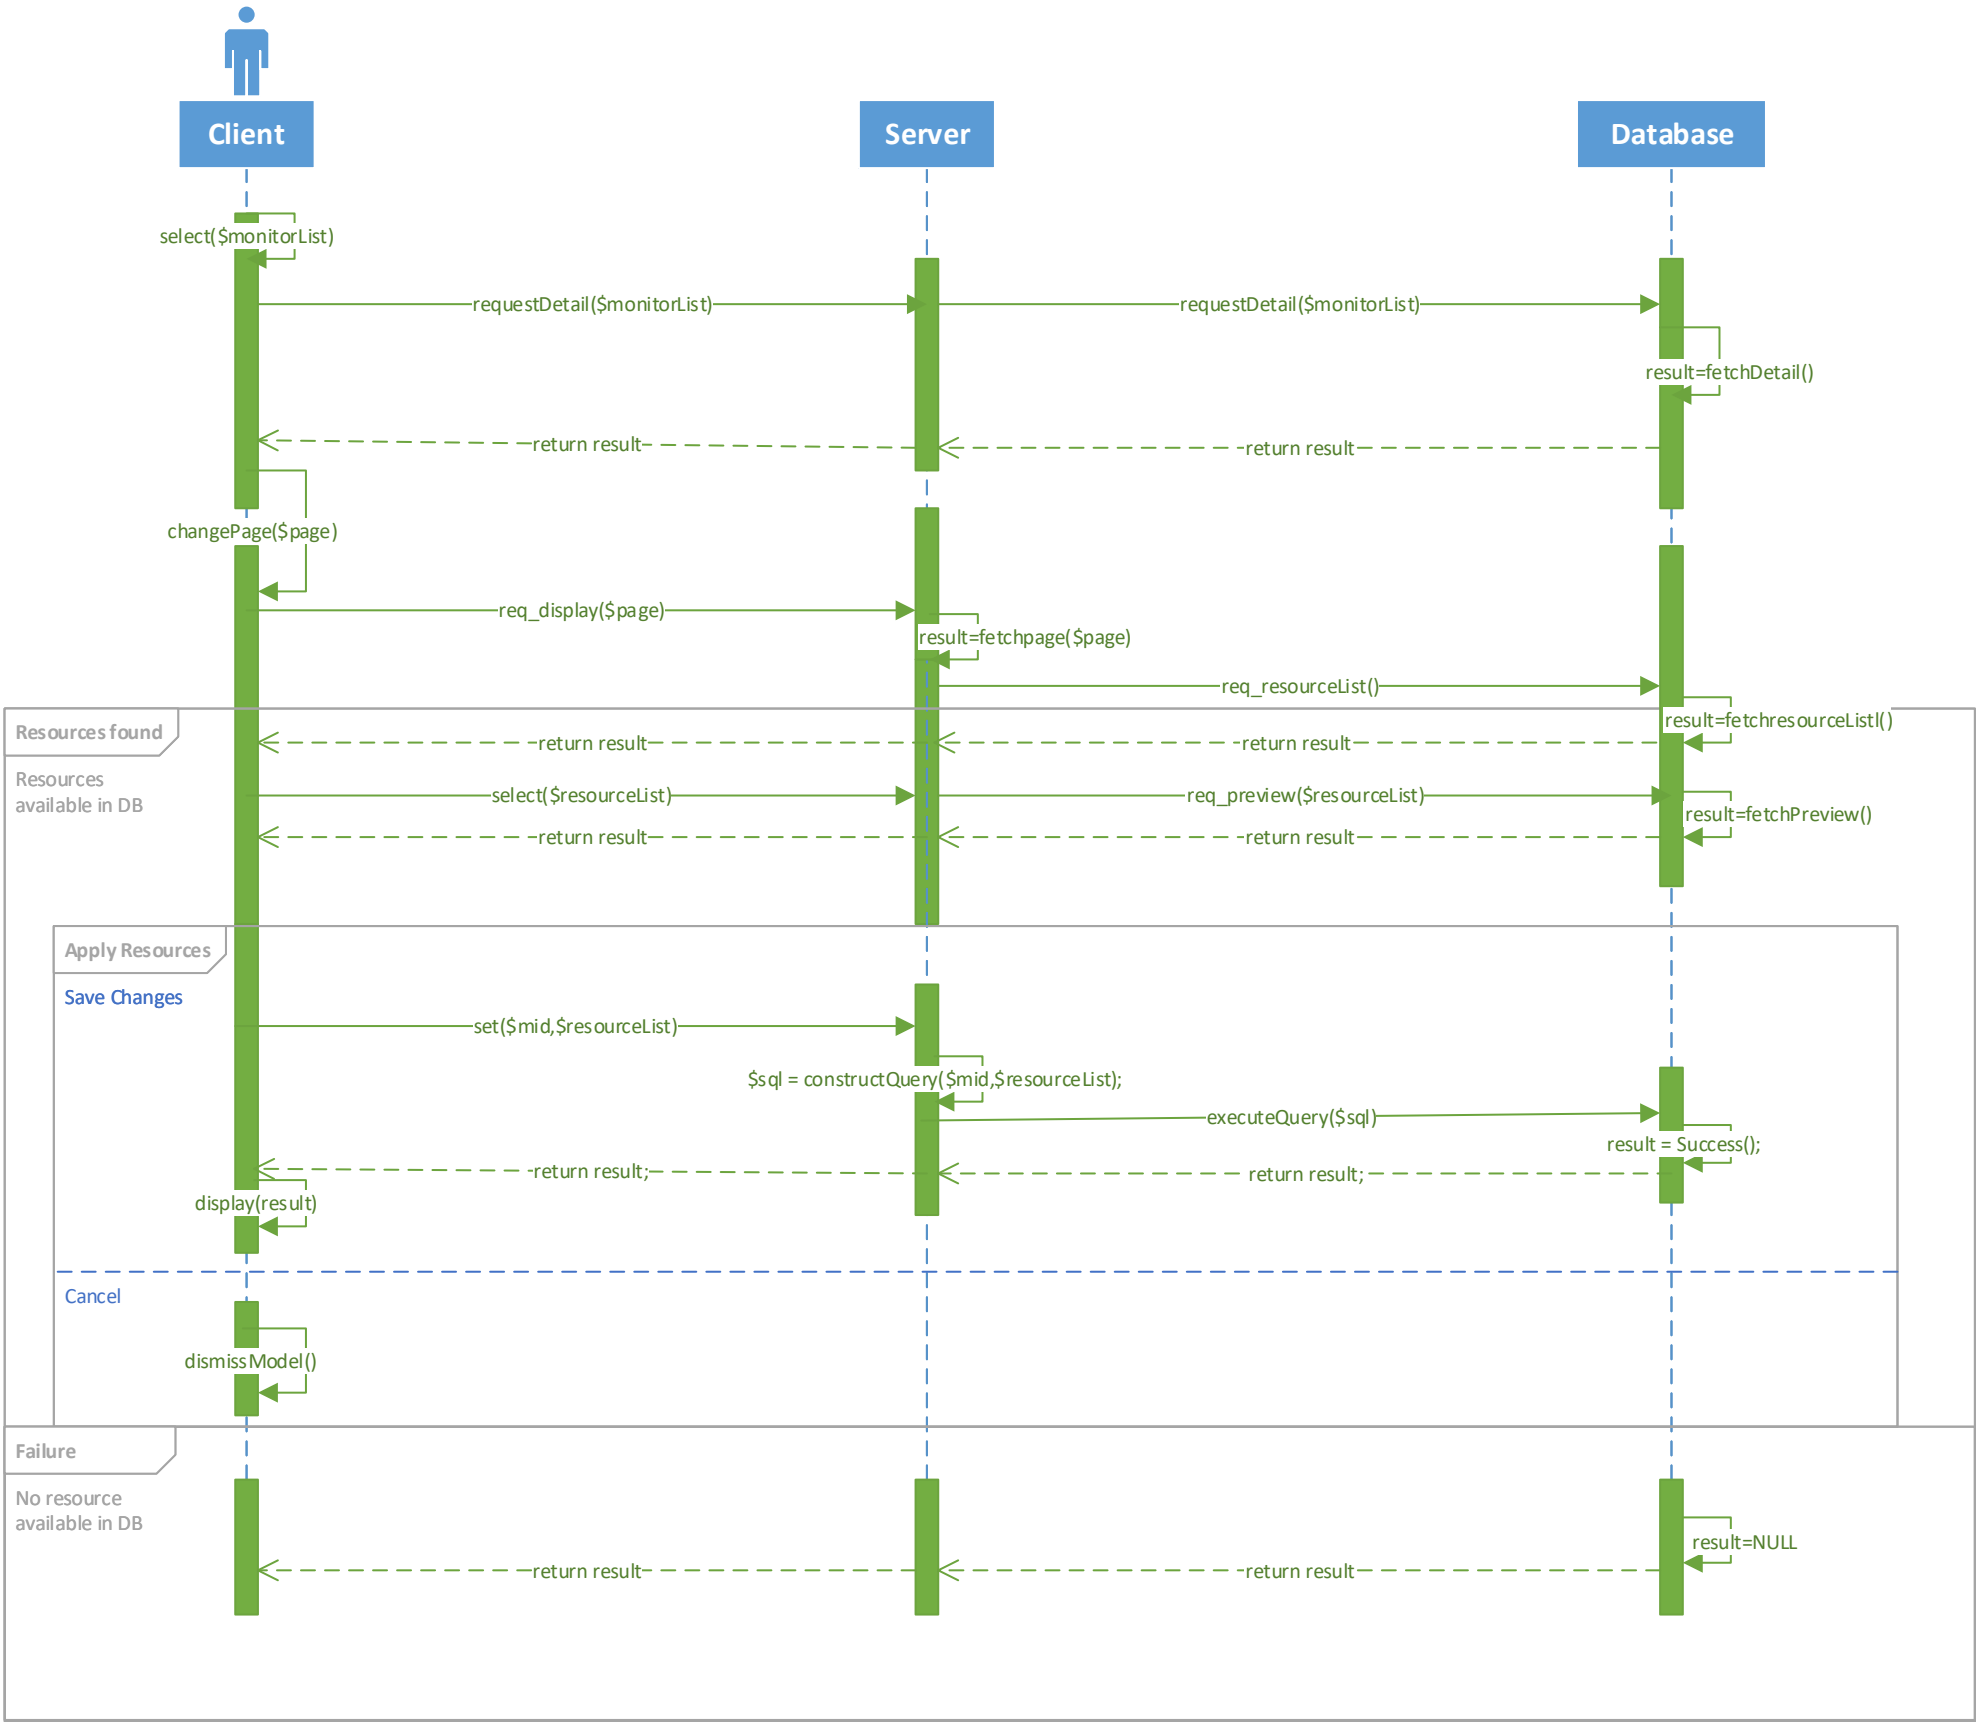 Client
Server
Database
select($monitorList)
requestDetail($monitorList)
requestDetail($monitorList)
result=fetchDetail()
return result
return result
changePage($page)
req_display($page)
result=fetchpage($page)
req_resourceList()
Resources found
result=fetchresourceListl()
return result
return result
Resources
available in DB
select($resourceList)
req_preview($resourceList)
result=fetchPreview()
return result
return result
Apply Resources
Save Changes
set($mid,$resourceList)
$sql = constructQuery($mid,$resourceList);
executeQuery($sql)
result = Success();
return result;
return result;
display(result)
Cancel
dismissModel()
Failure
No resource
available in DB
result=NULL
return result
return result